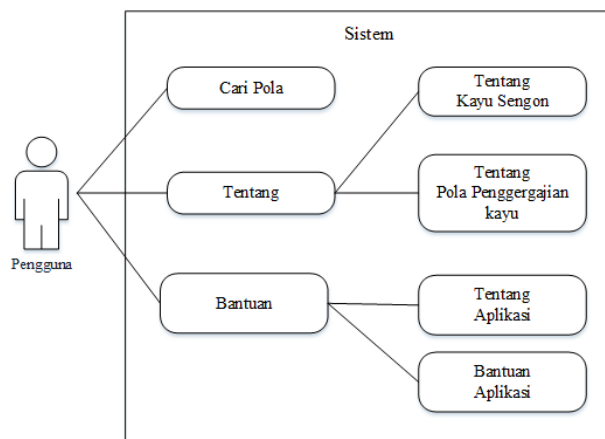 Sistem
Cari Pola
Tentang
Kayu Sengon
Tentang
Tentang
Pola Penggergajian
kayu
Pengguna
Bantuan
Tentang
Aplikasi
Bantuan
Aplikasi